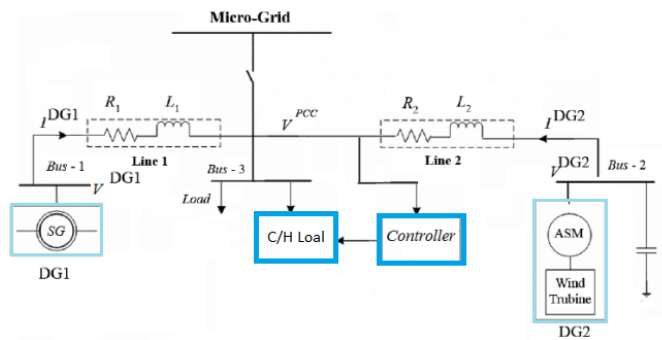 Micro-Grid
R1 L1
I DG1
Line 1
V PCC
R2 L2
I DG2
Line 2
Bus - 1
V DG1
SG
DG1
Bus - 3
Load
C/H Loal
Controller
V DG2
Bus - 2
ASM
Wind
Trubine
DG2